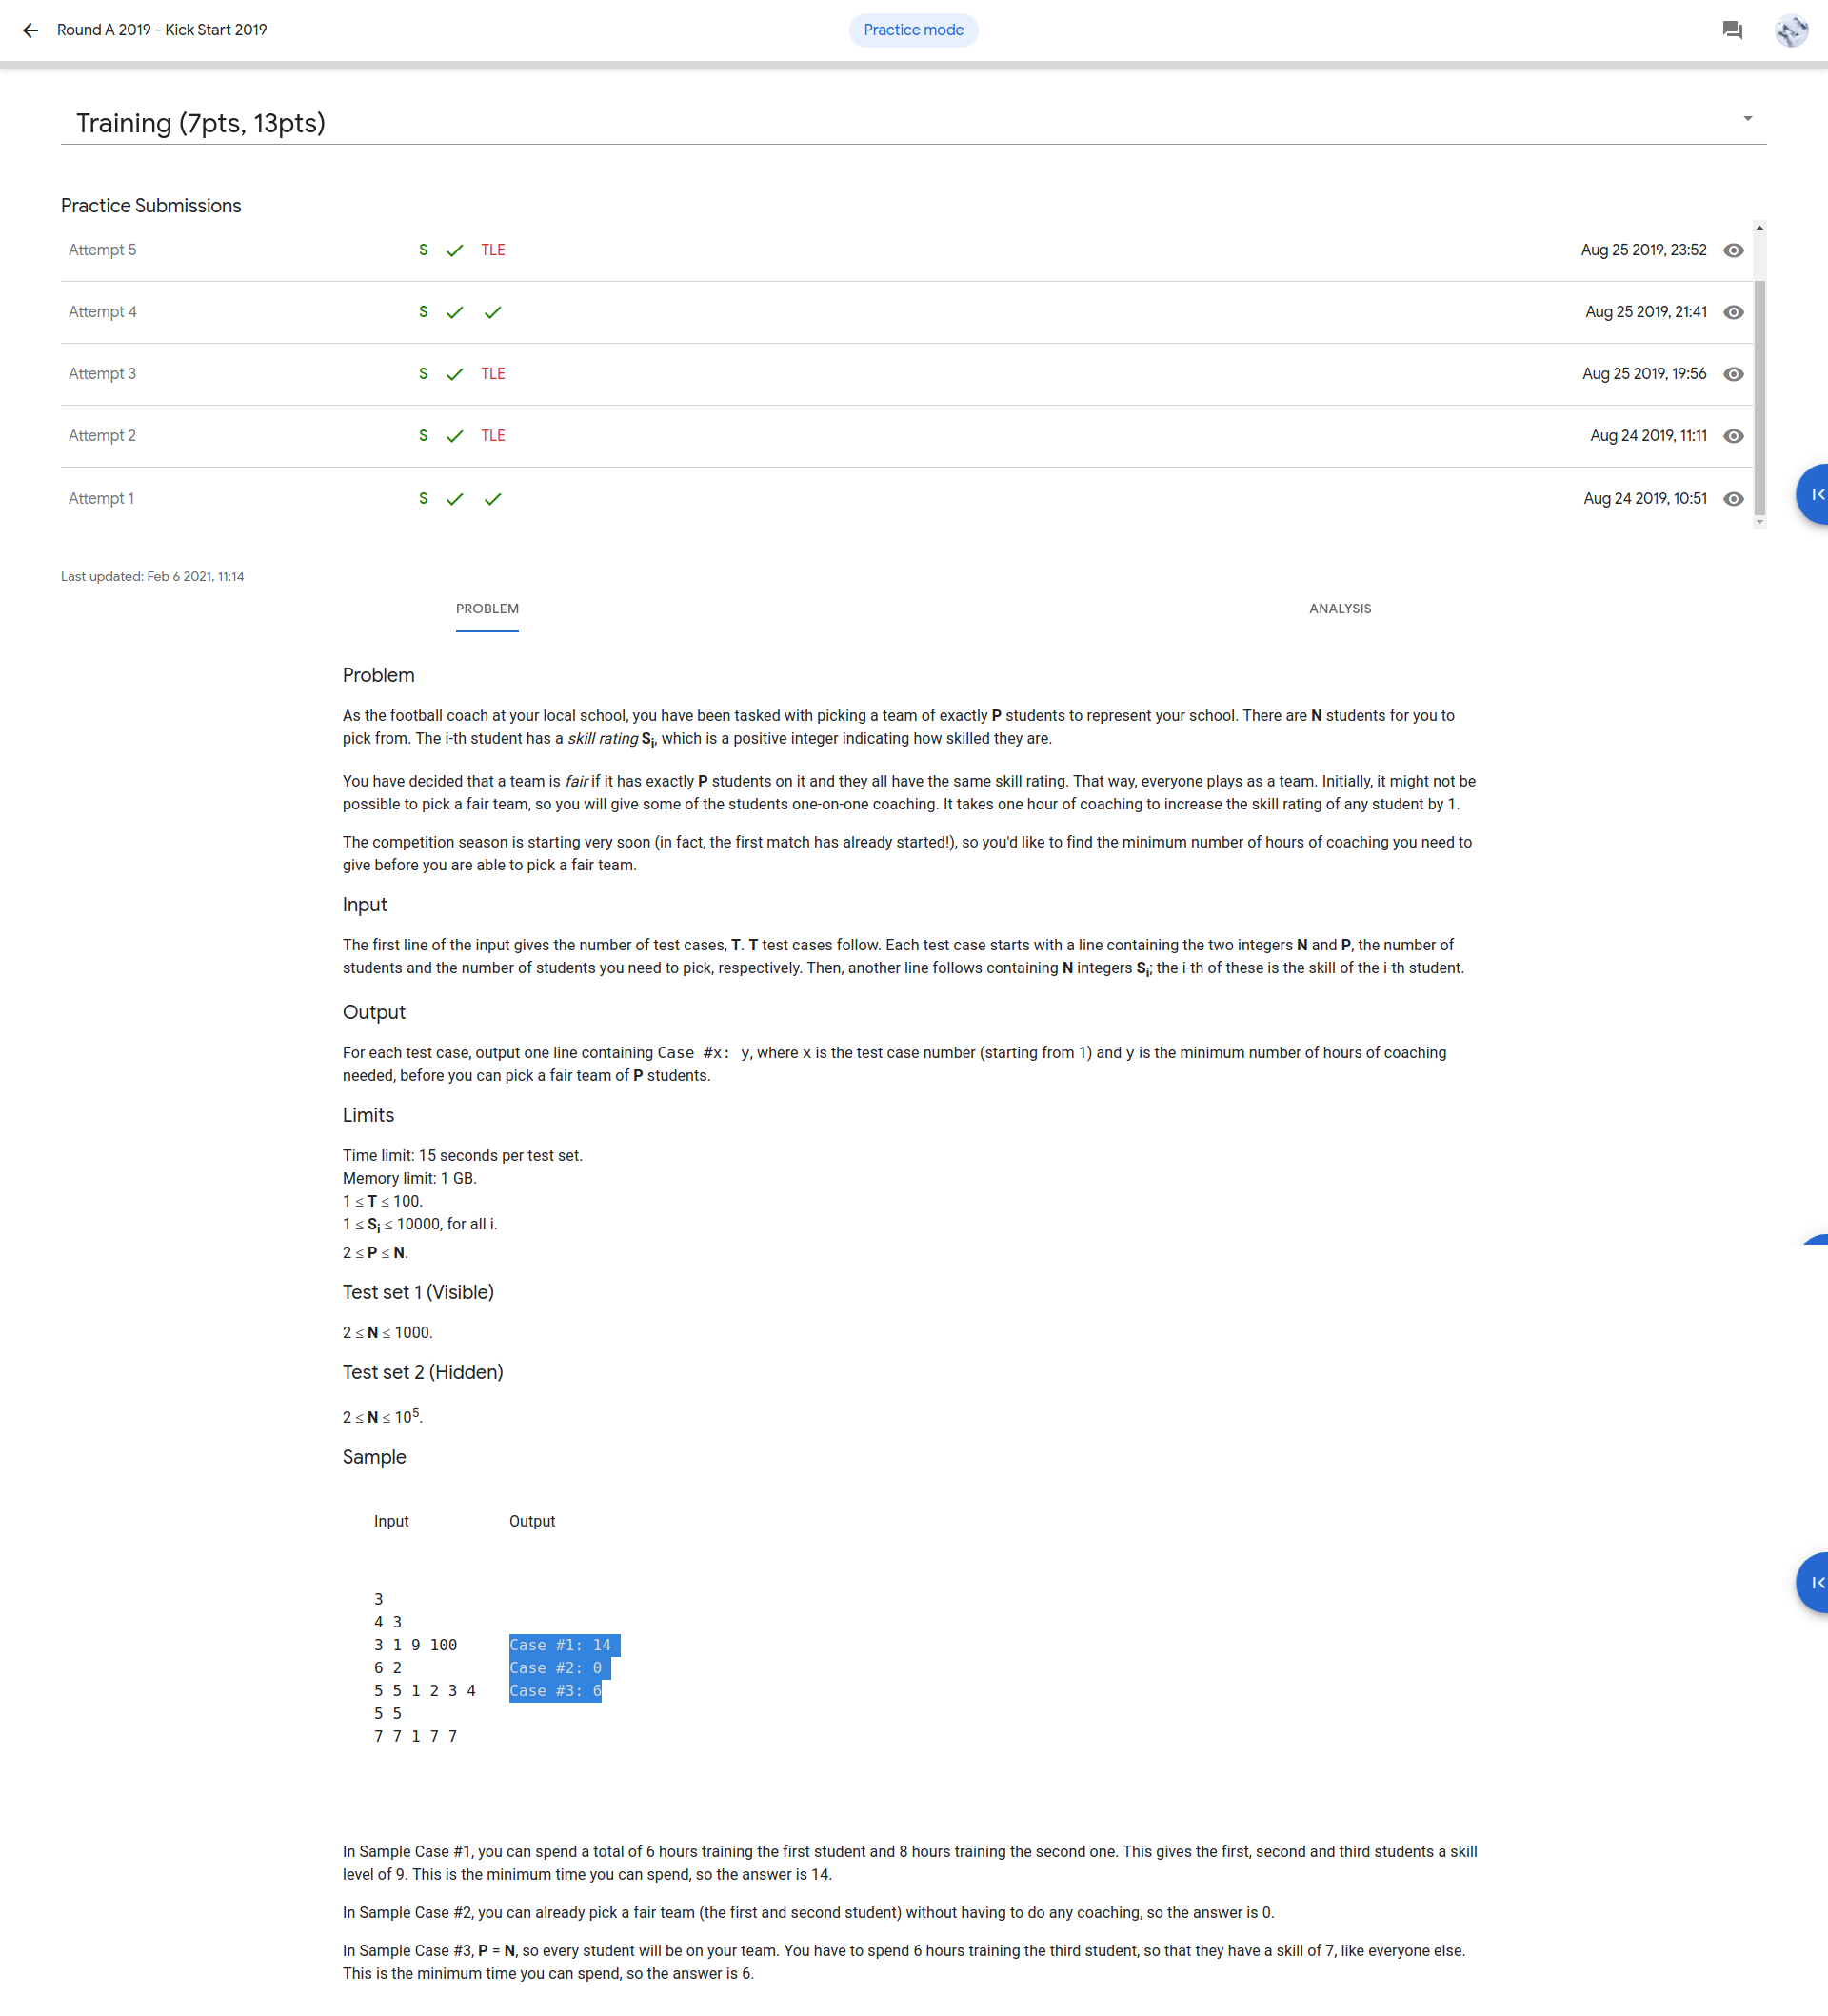 Round A 2019 - Kick Start 2019
Practice mode
Training (7pts, 13pts)
Practice Submissions
Attempt 5 S TLE Aug 25 2019, 23:52
Attempt 4 S Aug 25 2019, 21:41
Attempt 3 S TLE Aug 25 2019, 19:56
Attempt 2 S TLE Aug 24 2019, 11:11
Attempt 1 S Aug 24 2019, 10:51
Last updated: Feb 6 2021, 11:14
PROBLEM ANALYSIS
Problem
As the football coach at your local school, you have been tasked with picking a team of exactly P students to represent your school. There are N students for you to
pick from. The i-th student has a skill rating Si, which is a positive integer indicating how skilled they are.
You have decided that a team is fair if it has exactly P students on it and they all have the same skill rating. That way, everyone plays as a team. Initially, it might not be
possible to pick a fair team, so you will give some of the students one-on-one coaching. It takes one hour of coaching to increase the skill rating of any student by 1.
The competition season is starting very soon (in fact, the first match has already started!), so you'd like to find the minimum number of hours of coaching you need to
give before you are able to pick a fair team.
Input
The first line of the input gives the number of test cases, T. T test cases follow. Each test case starts with a line containing the two integers N and P, the number of
students and the number of students you need to pick, respectively. Then, another line follows containing N integers Si; the i-th of these is the skill of the i-th student.
Output
For each test case, output one line containing Case #x: y, where x is the test case number (starting from 1) and y is the minimum number of hours of coaching
needed, before you can pick a fair team of P students.
Limits
Time limit: 15 seconds per test set.
Memory limit: 1 GB.
1 ≤ T ≤ 100.
1 ≤ Si ≤ 10000, for all i.
2 ≤ P ≤ N.
Test set 1 (Visible)
2 ≤ N ≤ 1000.
Test set 2 (Hidden)
2 ≤ N ≤ 10⁵.
Sample
Input Output
3
4 3
3 1 9 100 Case #1: 14
6 2 Case #2: 0
5 5 1 2 3 4 Case #3: 6
5 5
7 7 1 7 7
In Sample Case #1, you can spend a total of 6 hours training the first student and 8 hours training the second one. This gives the first, second and third students a skill
level of 9. This is the minimum time you can spend, so the answer is 14.
In Sample Case #2, you can already pick a fair team (the first and second student) without having to do any coaching, so the answer is 0.
In Sample Case #3, P = N, so every student will be on your team. You have to spend 6 hours training the third student, so that they have a skill of 7, like everyone else.
This is the minimum time you can spend, so the answer is 6.